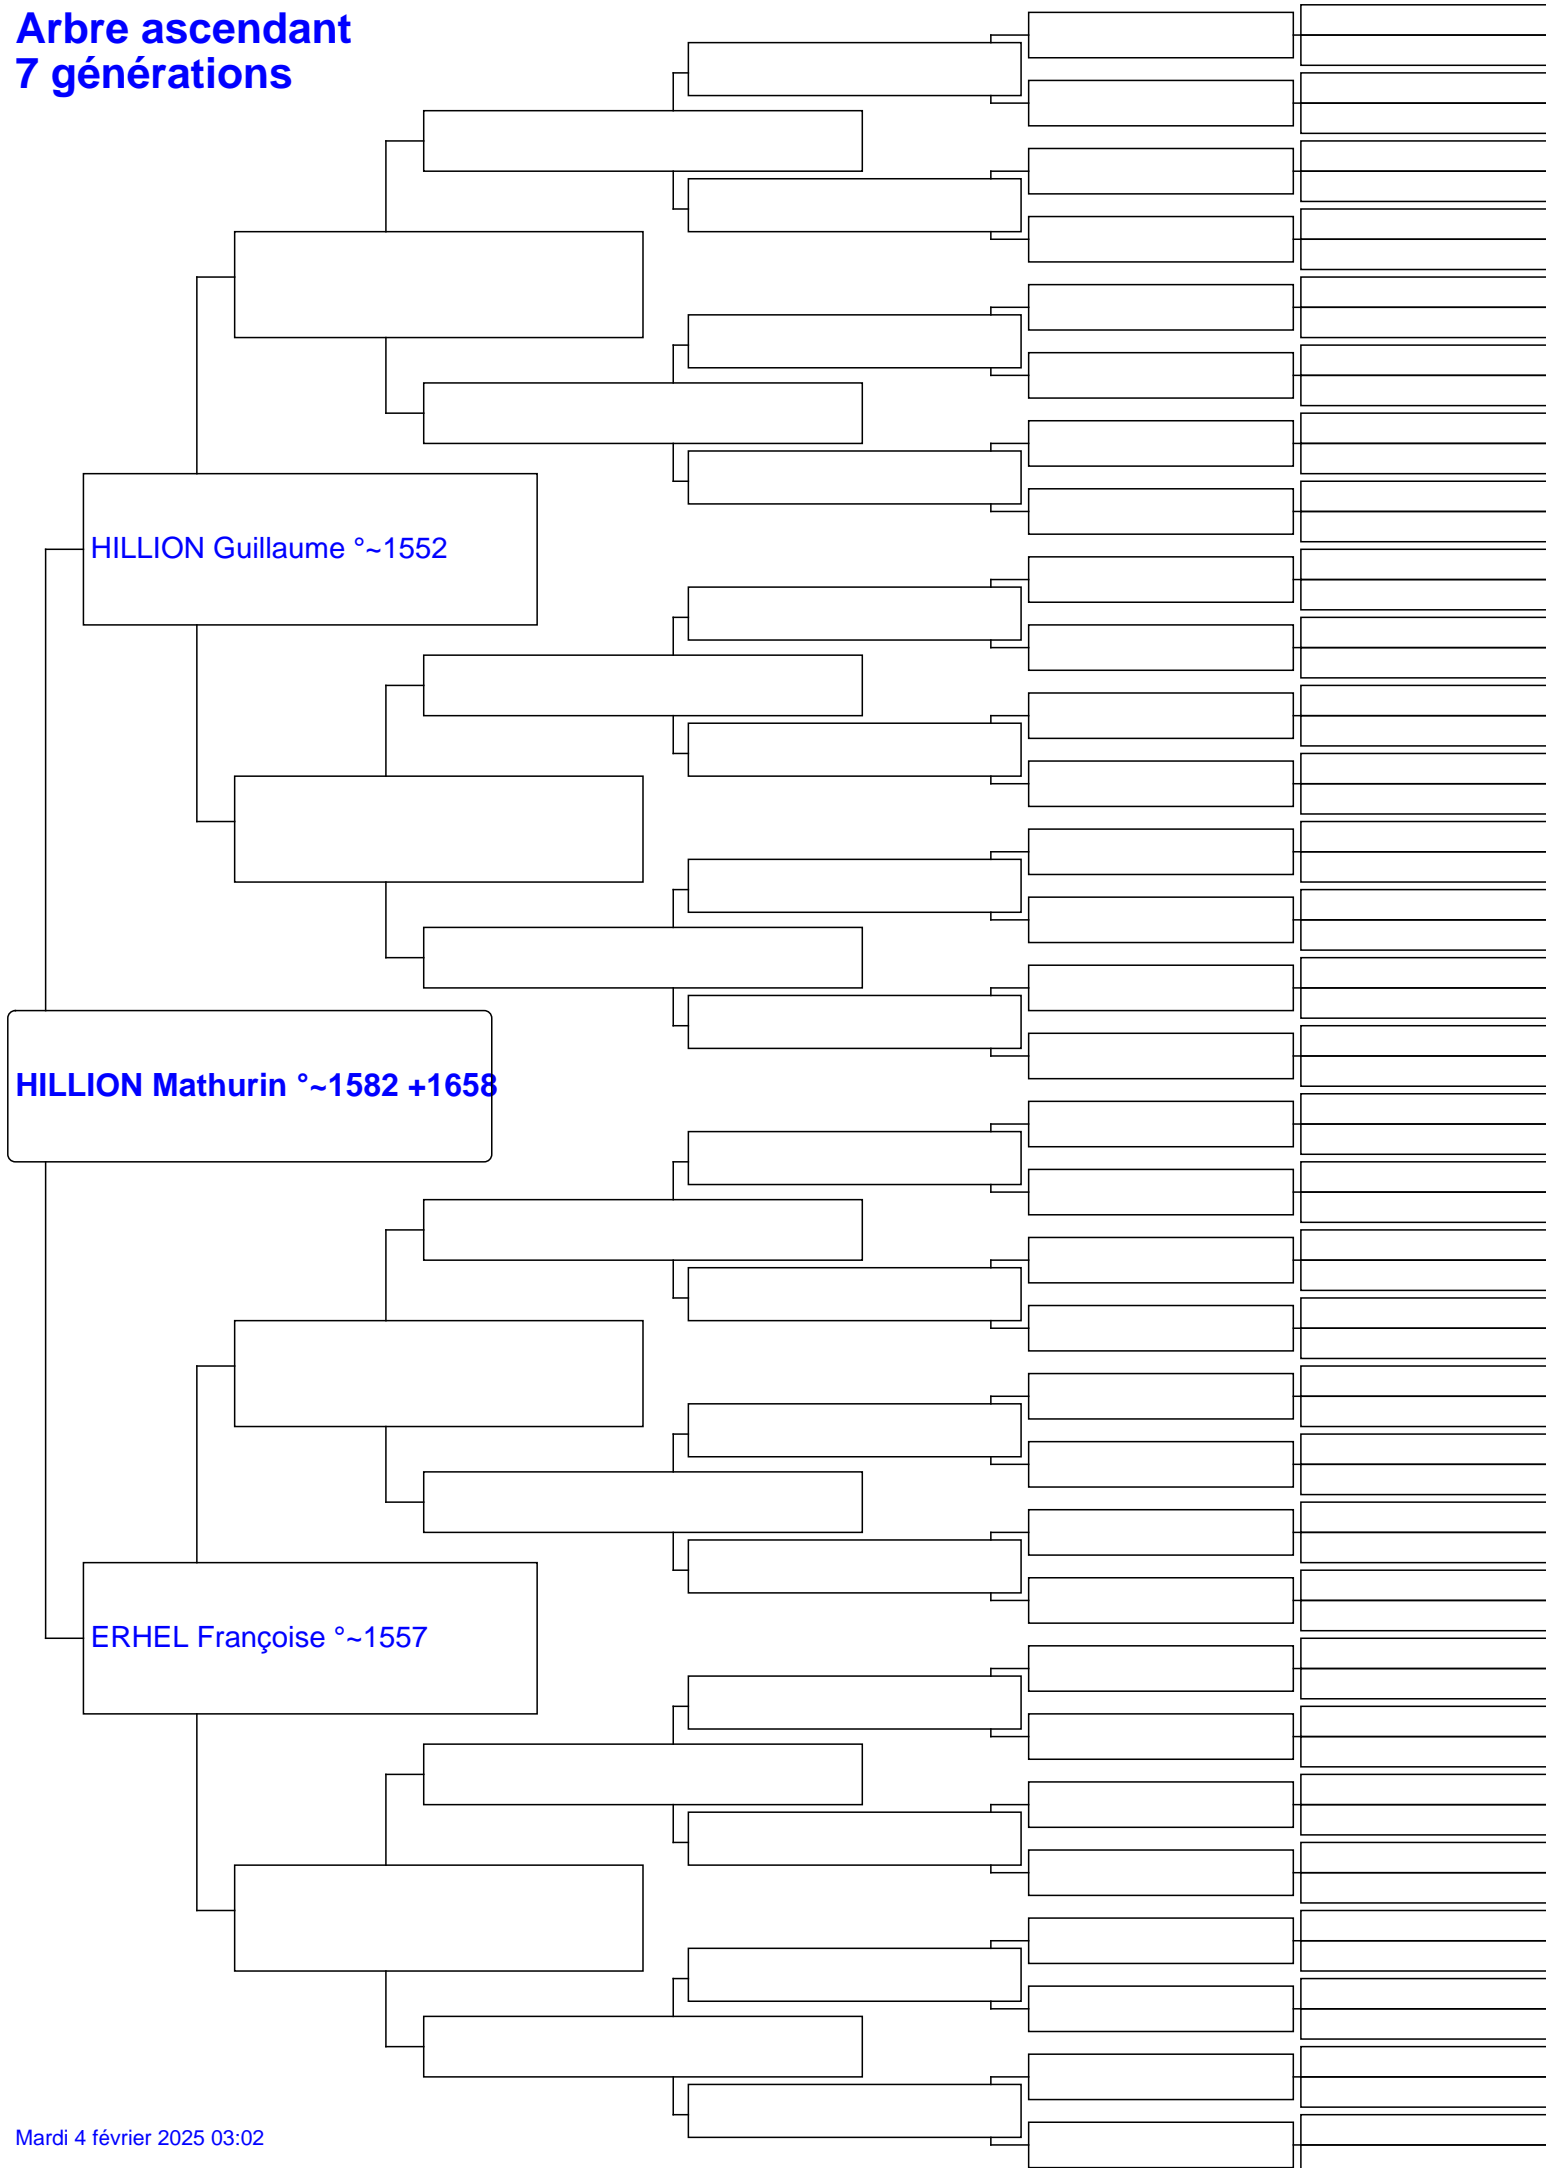 Arbre ascendant
7 générations
HILLION Guillaume °~1552
HILLION Mathurin °~1582 +1658
ERHEL Françoise °~1557
Mardi 4 février 2025 03:02